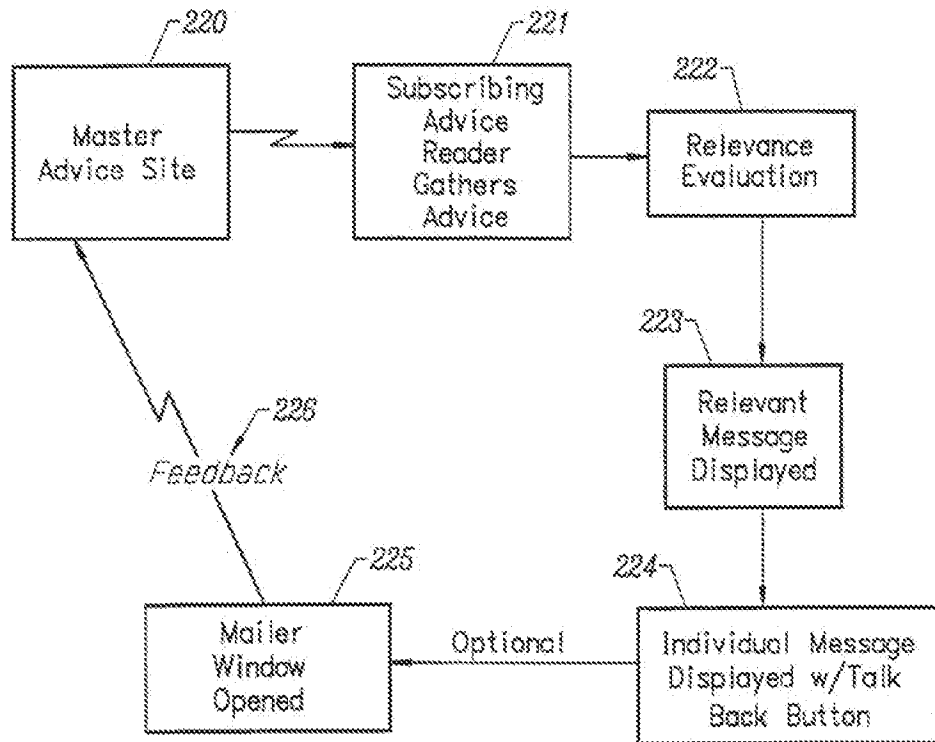 220
Master
Advice Site
221
Subscribing
Advice
Reader
Gathers
Advice
222
Relevance
Evaluation
223
Relevant
Message
Displayed
224
Individual Message
Displayed w/Talk
Back Button
Optional
225
Mailer
Window
Opened
226
Feedback